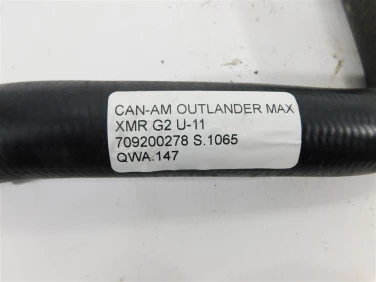 CAN-AM OUTLANDER MAX
XMR G2 U-11
709200278 S.1065
QWA.147